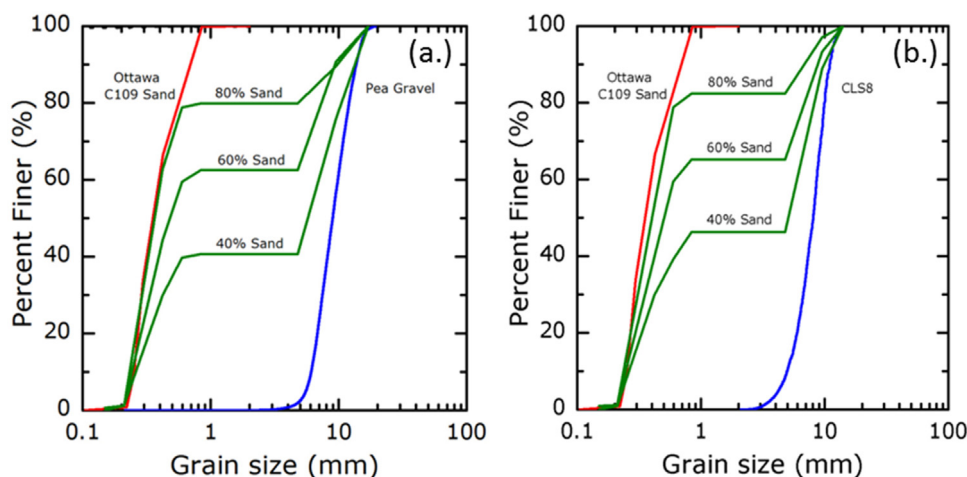 (a.)
Percent Finer (%)
100
80
60
40
20
0
Ottawa
C109 Sand
80% Sand
60% Sand
40% Sand
Pea Gravel
0.1
1
10
100
Grain size (mm)
(b.)
Percent Finer (%)
100
80
60
40
20
0
Ottawa
C109 Sand
80% Sand
60% Sand
40% Sand
CLS8
0.1
1
10
100
Grain size (mm)